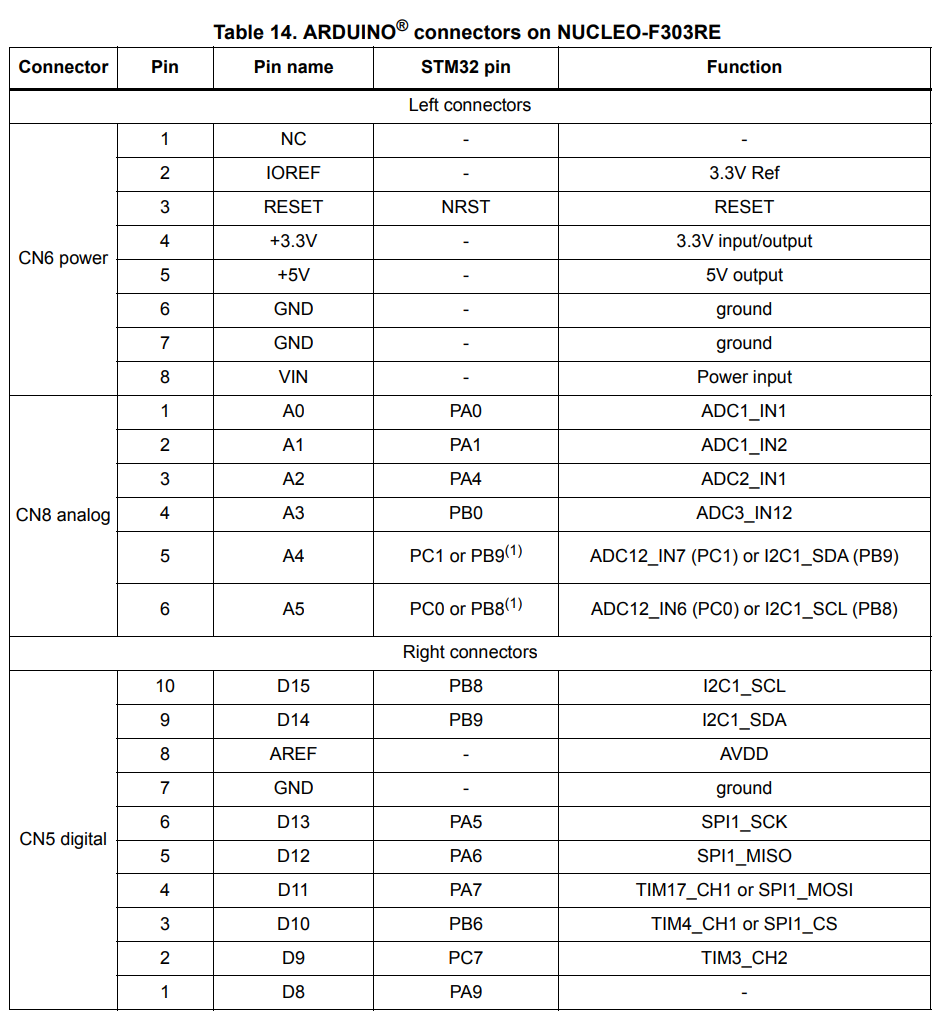 Table 14. ARDUINO® connectors on NUCLEO-F303RE
Connector Pin Pin name STM32 pin Function
Left connectors
CN6 power
1 NC - -
2 IOREF - 3.3V Ref
3 RESET NRST RESET
4 +3.3V - 3.3V input/output
5 +5V - 5V output
6 GND - ground
7 GND - ground
8 VIN - Power input
CN8 analog
1 A0 PA0 ADC1_IN1
2 A1 PA1 ADC1_IN2
3 A2 PA4 ADC2_IN1
4 A3 PB0 ADC3_IN12
5 A4 PC1 or PB9(1) ADC12_IN7 (PC1) or I2C1_SDA (PB9)
6 A5 PC0 or PB8(1) ADC12_IN6 (PC0) or I2C1_SCL (PB8)
Right connectors
CN5 digital
10 D15 PB8 I2C1_SCL
9 D14 PB9 I2C1_SDA
8 AREF - AVDD
7 GND - ground
6 D13 PA5 SPI1_SCK
5 D12 PA6 SPI1_MISO
4 D11 PA7 TIM17_CH1 or SPI1_MOSI
3 D10 PB6 TIM4_CH1 or SPI1_CS
2 D9 PC7 TIM3_CH2
1 D8 PA9 -